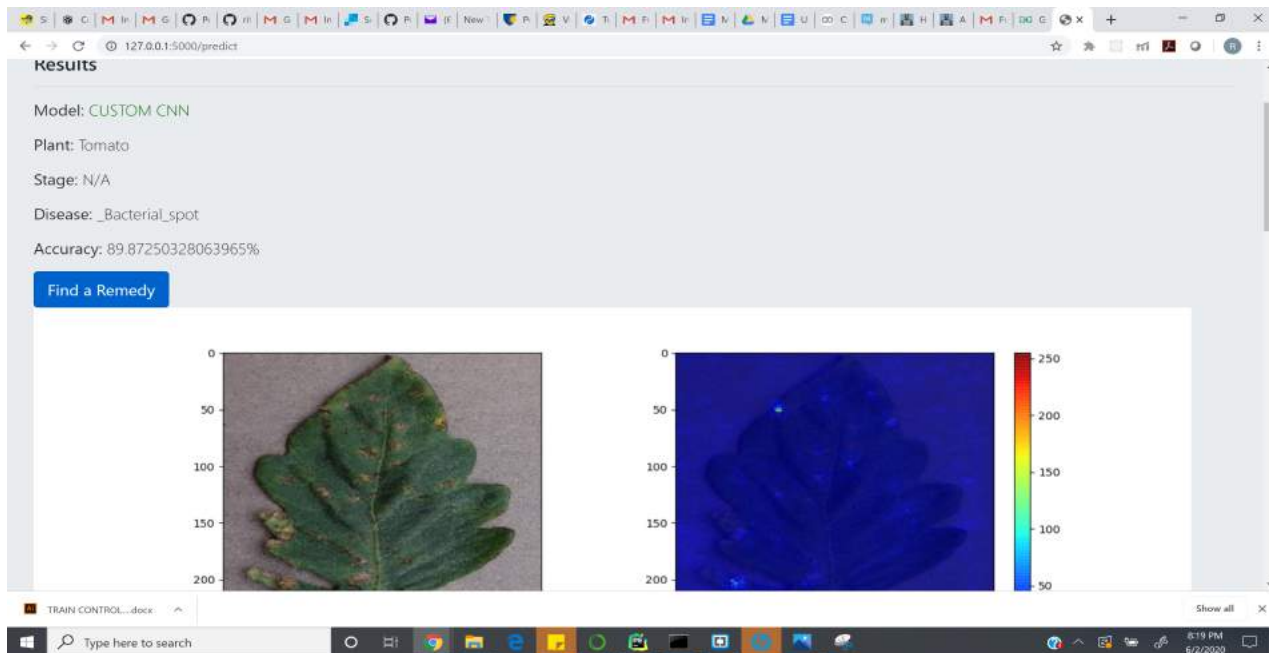 127.0.0.1:5000/predict
Results
Model: CUSTOM CNN
Plant: Tomato
Stage: N/A
Disease: _Bacterial_spot
Accuracy: 89.87250328063965%
Find a Remedy
0
50
100
150
200
0
50
100
150
200
250
200
150
100
50
TRAIN CONTROL...docx
Show all
Type here to search
8:19 PM
6/2/2020